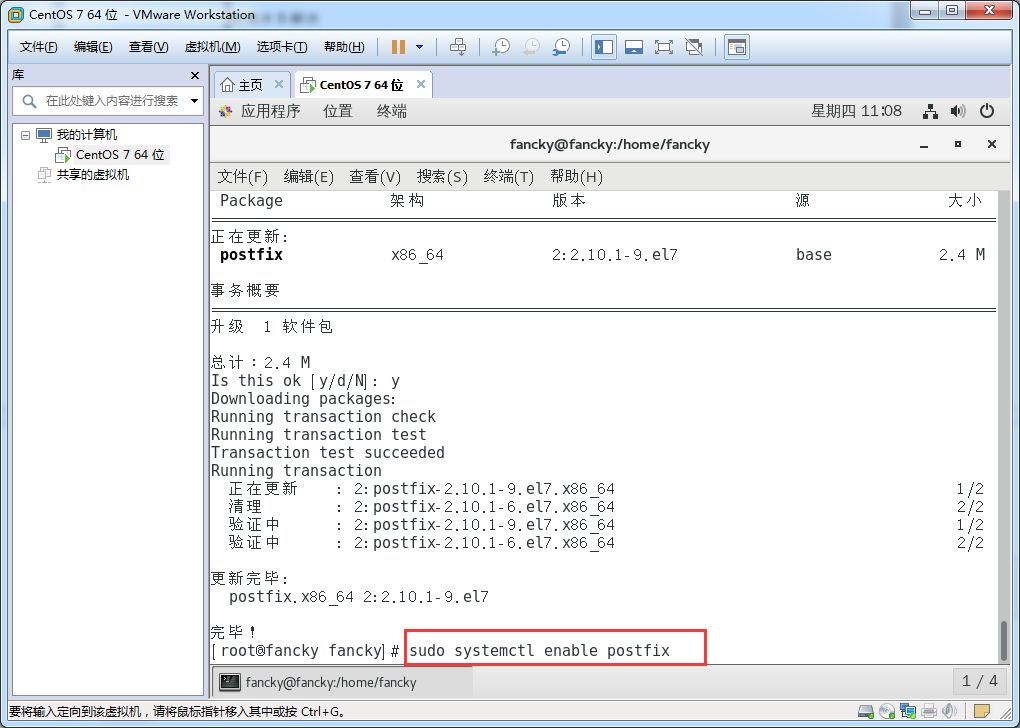 CentOS 7 64 位 - VMware Workstation
文件(F) 编辑(E) 查看(V) 虚拟机(M) 选项卡(T) 帮助(H)
库
在此处键入内容进行搜索
我的计算机
CentOS 7 64 位
共享的虚拟机
主页 CentOS 7 64 位
应用程序 位置 终端 星期四 11:08
fancky@fancky:/home/fancky
文件(F) 编辑(E) 查看(V) 搜索(S) 终端(T) 帮助(H)
Package 架构 版本 源 大小
正在更新:
postfix x86_64 2:2.10.1-9.el7 base 2.4 M
事务概要
升级 1 软件包
总计：2.4 M
Is this ok [y/d/N]: y
Downloading packages:
Running transaction check
Running transaction test
Transaction test succeeded
Running transaction
正在更新 : 2:postfix-2.10.1-9.el7.x86_64 1/2
清理 : 2:postfix-2.10.1-6.el7.x86_64 2/2
验证中 : 2:postfix-2.10.1-9.el7.x86_64 1/2
验证中 : 2:postfix-2.10.1-6.el7.x86_64 2/2
更新完毕:
postfix.x86_64 2:2.10.1-9.el7
完毕！
[root@fancky fancky]# sudo systemctl enable postfix
fancky@fancky:/home/fancky 1 / 4
要将输入定向到该虚拟机，请将鼠标指针移入其中或按 Ctrl+G。